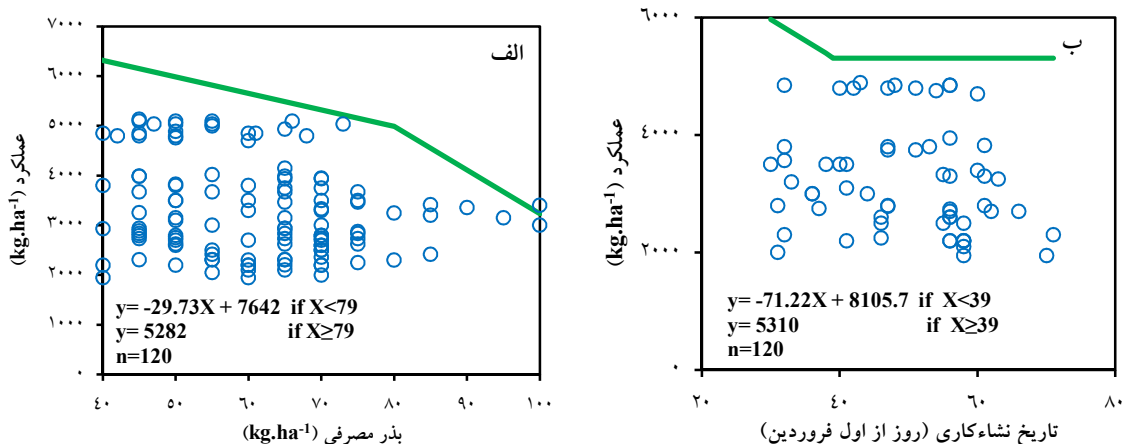 الف
عملکرد (kg.ha-1)
۷۰۰۰
۶۰۰۰
۵۰۰۰
۴۰۰۰
۳۰۰۰
۲۰۰۰
۱۰۰۰
۰
y= -29.73X + 7642 if X<79
y= 5282 if X≥79
n=120
۴۰ ۵۰ ۶۰ ۷۰ ۸۰ ۹۰ ۱۰۰
بذر مصرفی (kg.ha-1)
ب
عملکرد (kg.ha-1)
۶۰۰۰
۴۰۰۰
۲۰۰۰
۰
y= -71.22X + 8105.7 if X<39
y= 5310 if X≥39
n=120
۲۰ ۴۰ ۶۰ ۸۰
تاریخ نشاءکاری (روز از اول فروردین)